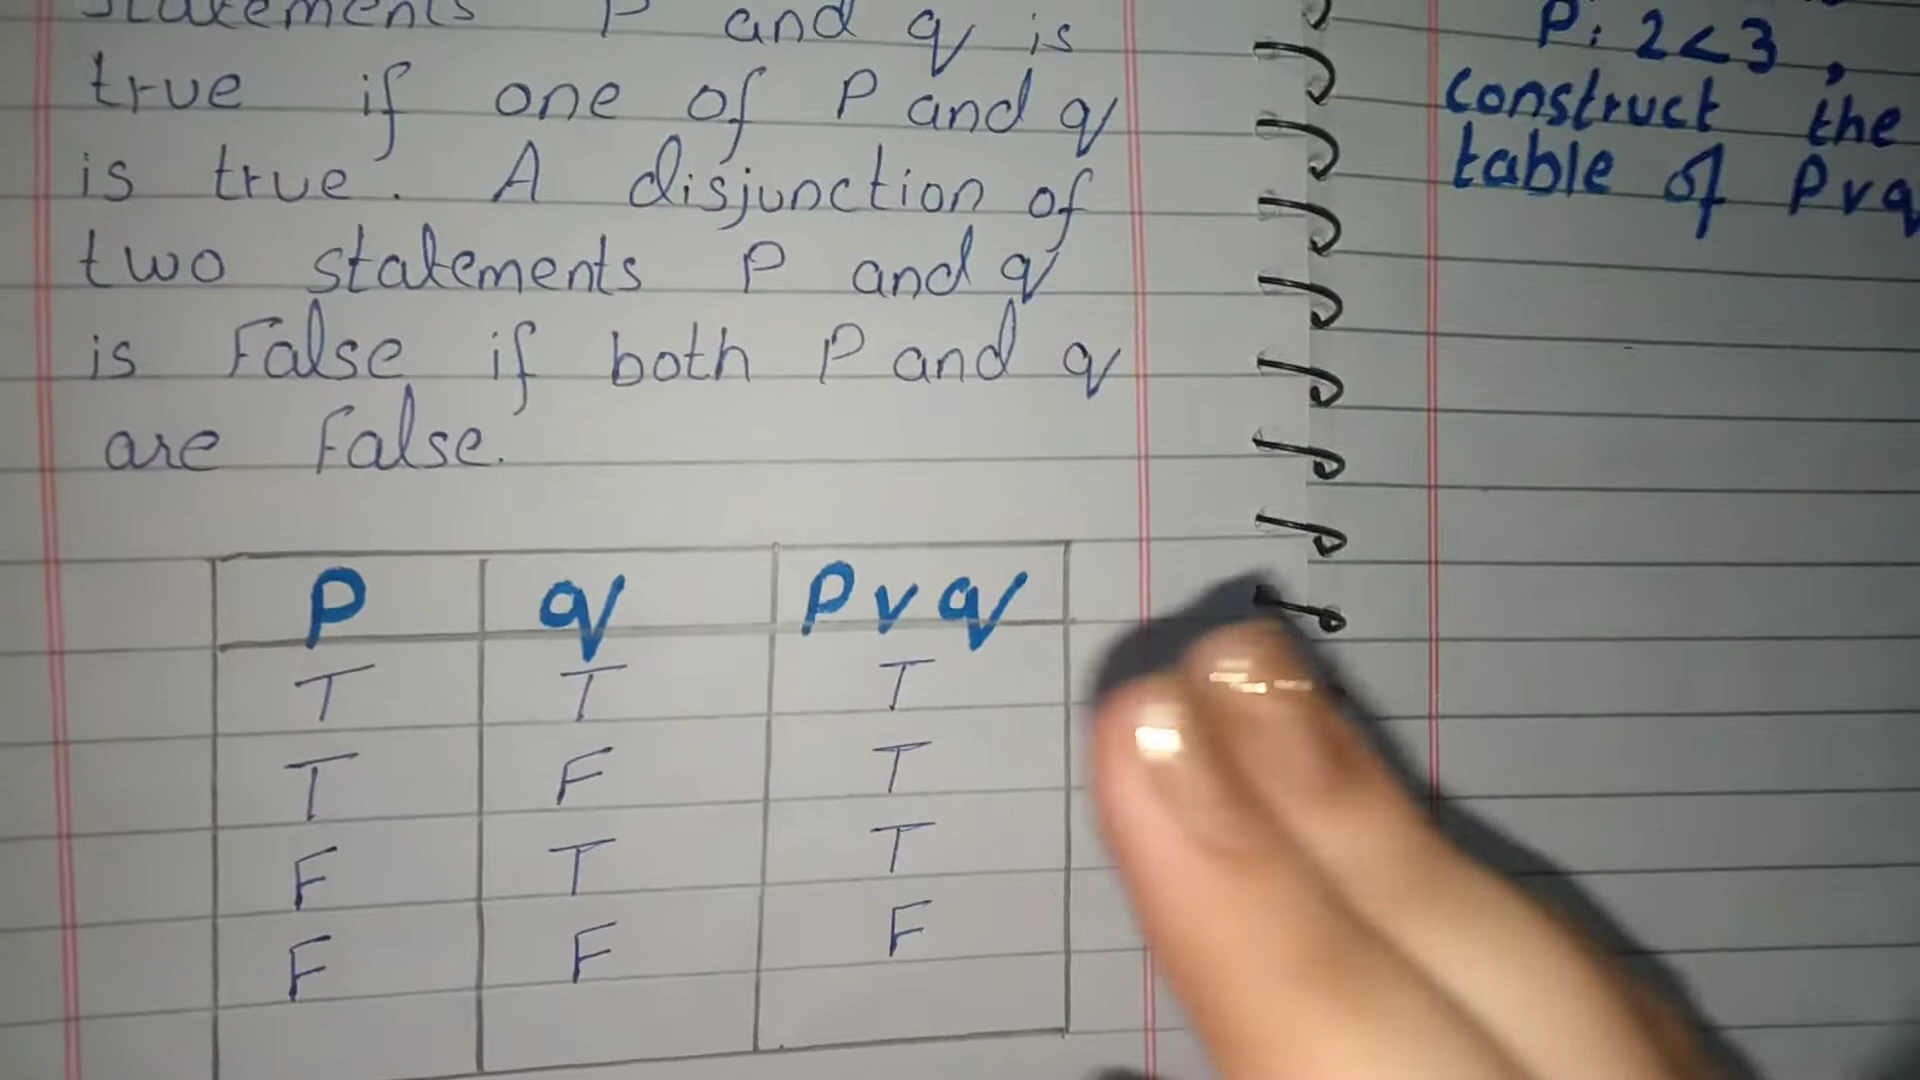 statements P and q is
true if one of P and q
is true. A disjunction of
two statements P and q
is False if both P and q
are False.
P q P v q
T T T
T F T
F T T
F F F
P: 2<3,
construct the
table of P v q